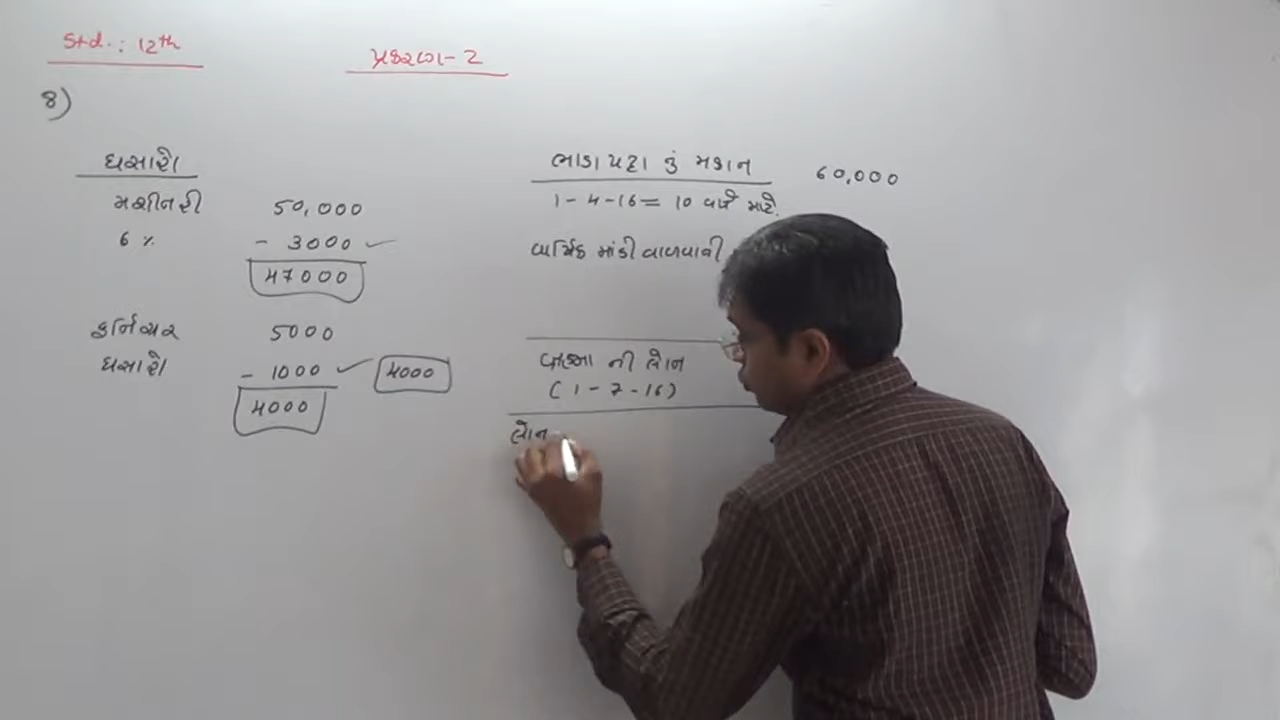 Std. : 12th
પ્રકરણ - 2
8)
ઘસારો
મશીનરી 50,000
6 % - 3000
47000
ફર્નિચર 5000
ઘસારો - 1000 4000
4000
ભાડા પટ્ટા નું મકાન 60,000
1 - 4 - 16 = 10 વર્ષ માટે.
વાર્ષિક માંડી વાળવાની
ની લોન
( 1 - 7 - 16 )
લોન